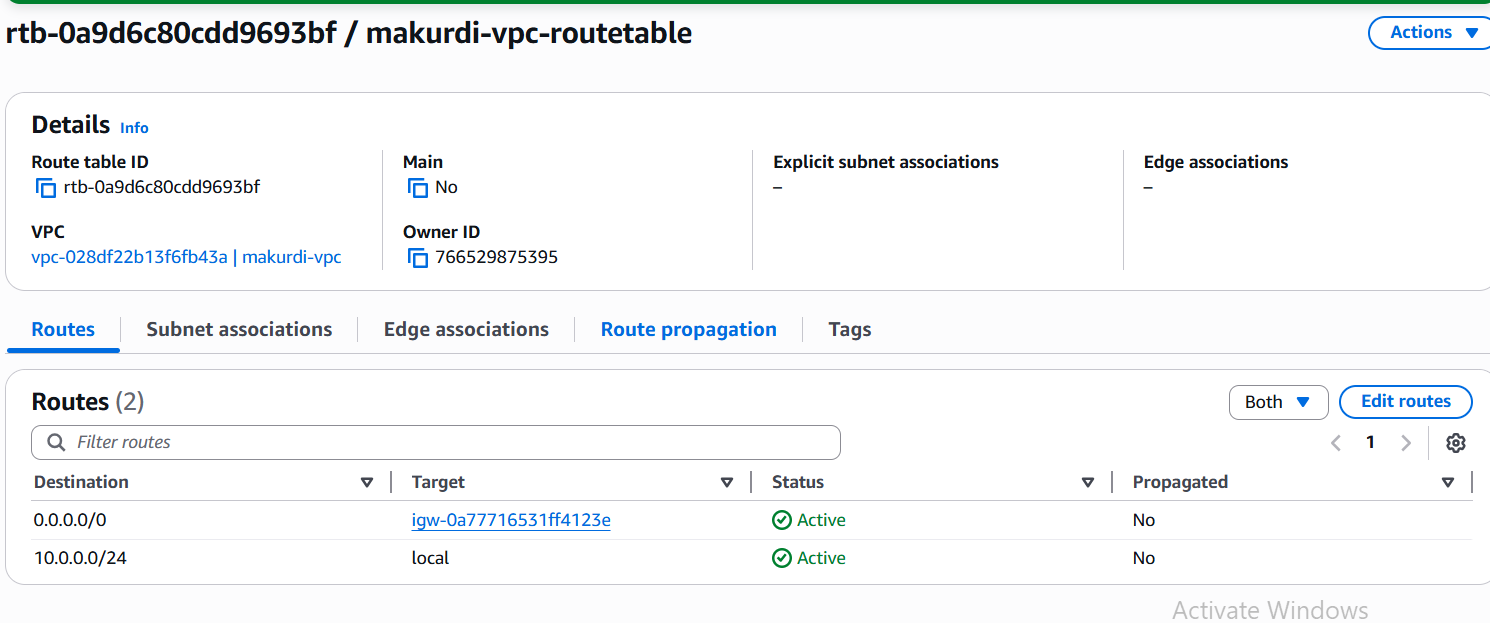 rtb-0a9d6c80cdd9693bf / makurdi-vpc-routetable
Actions
Details Info
Route table ID
rtb-0a9d6c80cdd9693bf
Main
No
Explicit subnet associations
–
Edge associations
–
VPC
vpc-028df22b13f6fb43a | makurdi-vpc
Owner ID
766529875395
Routes Subnet associations Edge associations Route propagation Tags
Routes (2)
Both Edit routes
Filter routes
1
Destination Target Status Propagated
0.0.0.0/0 igw-0a77716531ff4123e Active No
10.0.0.0/24 local Active No
Activate Windows